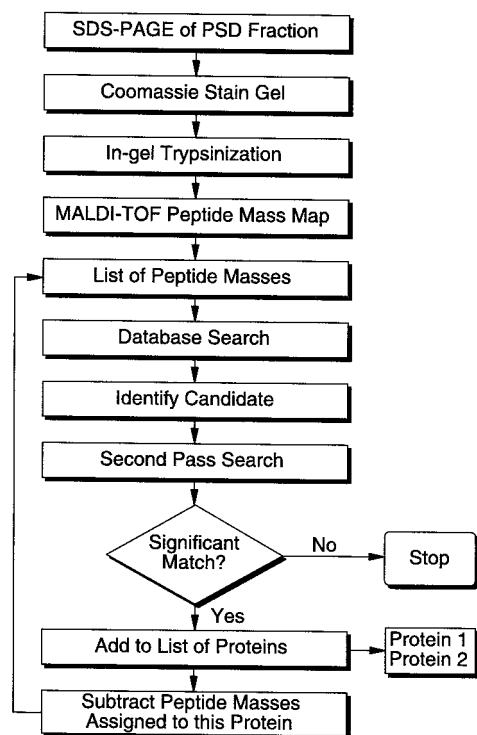 SDS-PAGE of PSD Fraction
Coomassie Stain Gel
In-gel Trypsinization
MALDI-TOF Peptide Mass Map
List of Peptide Masses
Database Search
Identify Candidate
Second Pass Search
Significant
Match?
No
Stop
Yes
Add to List of Proteins
Protein 1
Protein 2
Subtract Peptide Masses
Assigned to this Protein